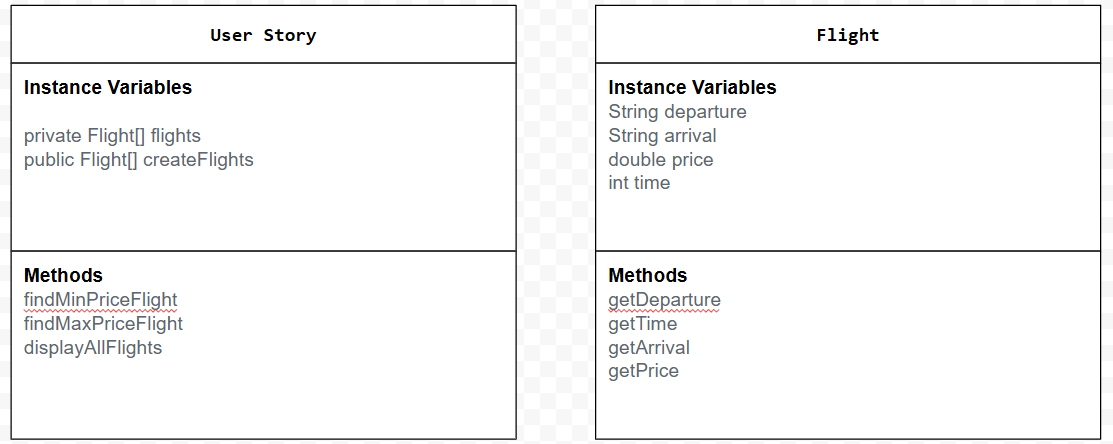 User Story
Instance Variables
private Flight[] flights
public Flight[] createFlights
Methods
findMinPriceFlight
findMaxPriceFlight
displayAllFlights
Flight
Instance Variables
String departure
String arrival
double price
int time
Methods
getDeparture
getTime
getArrival
getPrice